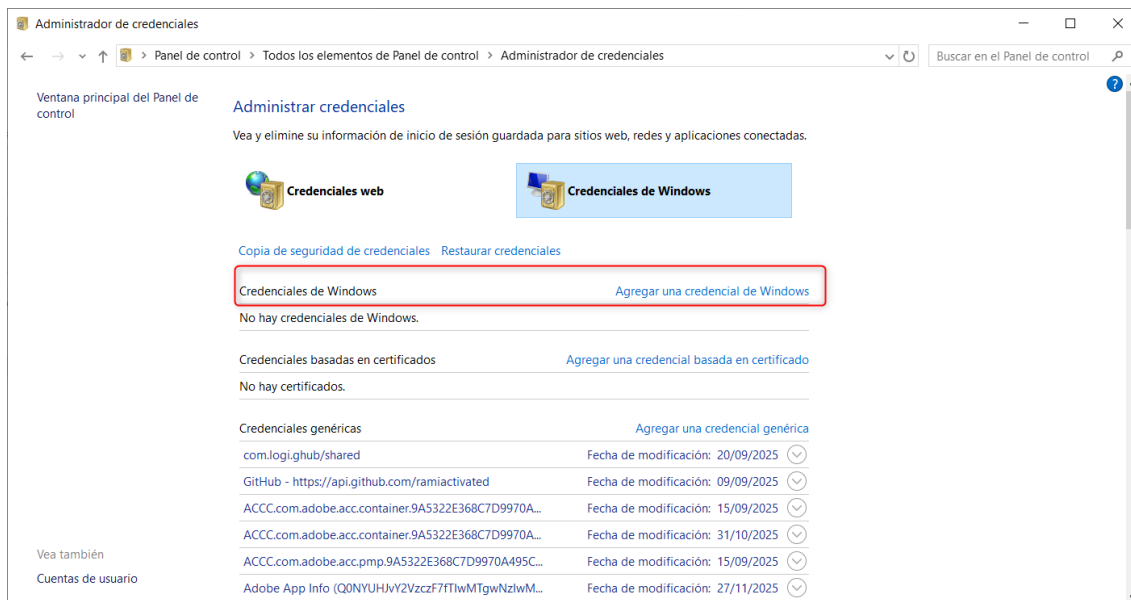 Administrador de credenciales
Panel de control > Todos los elementos de Panel de control > Administrador de credenciales
Buscar en el Panel de control
Ventana principal del Panel de
control
Administrar credenciales
Vea y elimine su información de inicio de sesión guardada para sitios web, redes y aplicaciones conectadas.
Credenciales web
Credenciales de Windows
Copia de seguridad de credenciales Restaurar credenciales
Credenciales de Windows Agregar una credencial de Windows
No hay credenciales de Windows.
Credenciales basadas en certificados Agregar una credencial basada en certificado
No hay certificados.
Credenciales genéricas Agregar una credencial genérica
com.logi.ghub/shared Fecha de modificación: 20/09/2025
GitHub - https://api.github.com/ramiactivated Fecha de modificación: 09/09/2025
ACCC.com.adobe.acc.container.9A5322E368C7D9970A... Fecha de modificación: 15/09/2025
ACCC.com.adobe.acc.container.9A5322E368C7D9970A... Fecha de modificación: 31/10/2025
ACCC.com.adobe.acc.pmp.9A5322E368C7D9970A495C... Fecha de modificación: 15/09/2025
Adobe App Info Fecha de modificación: 27/11/2025
Vea también
Cuentas de usuario